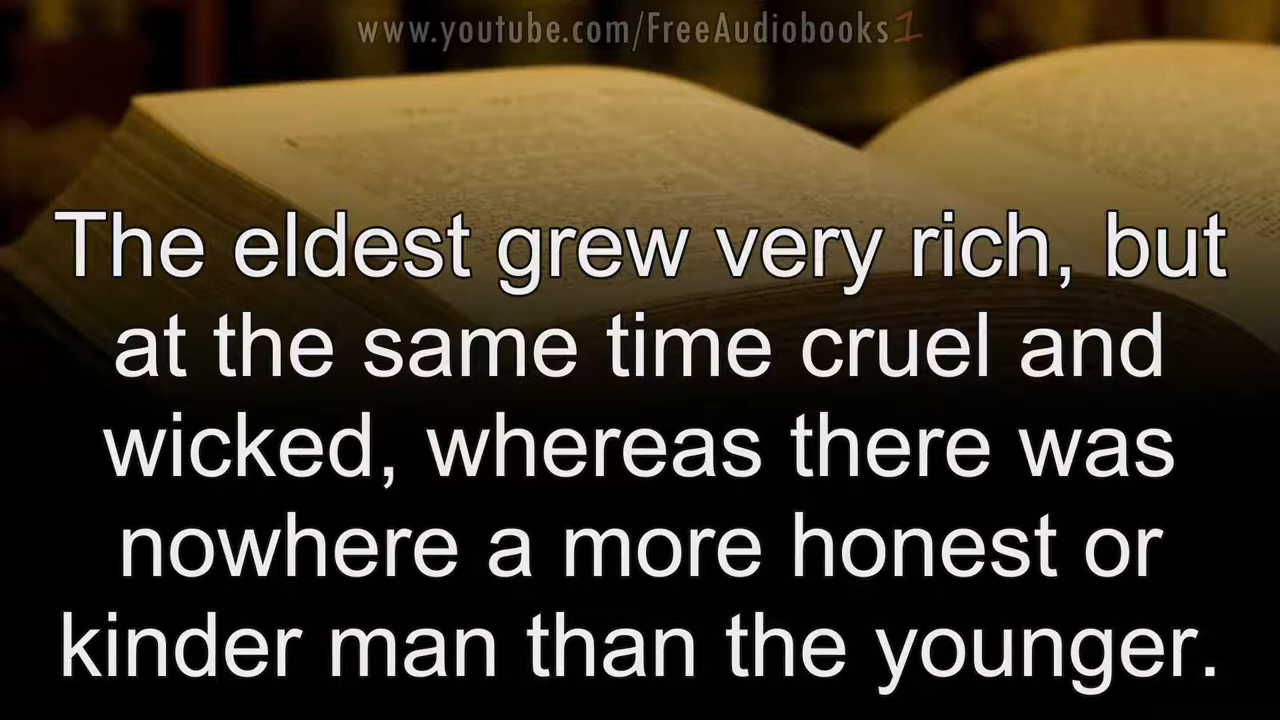 www.youtube.com/FreeAudiobooks1
The eldest grew very rich, but
at the same time cruel and
wicked, whereas there was
nowhere a more honest or
kinder man than the younger.